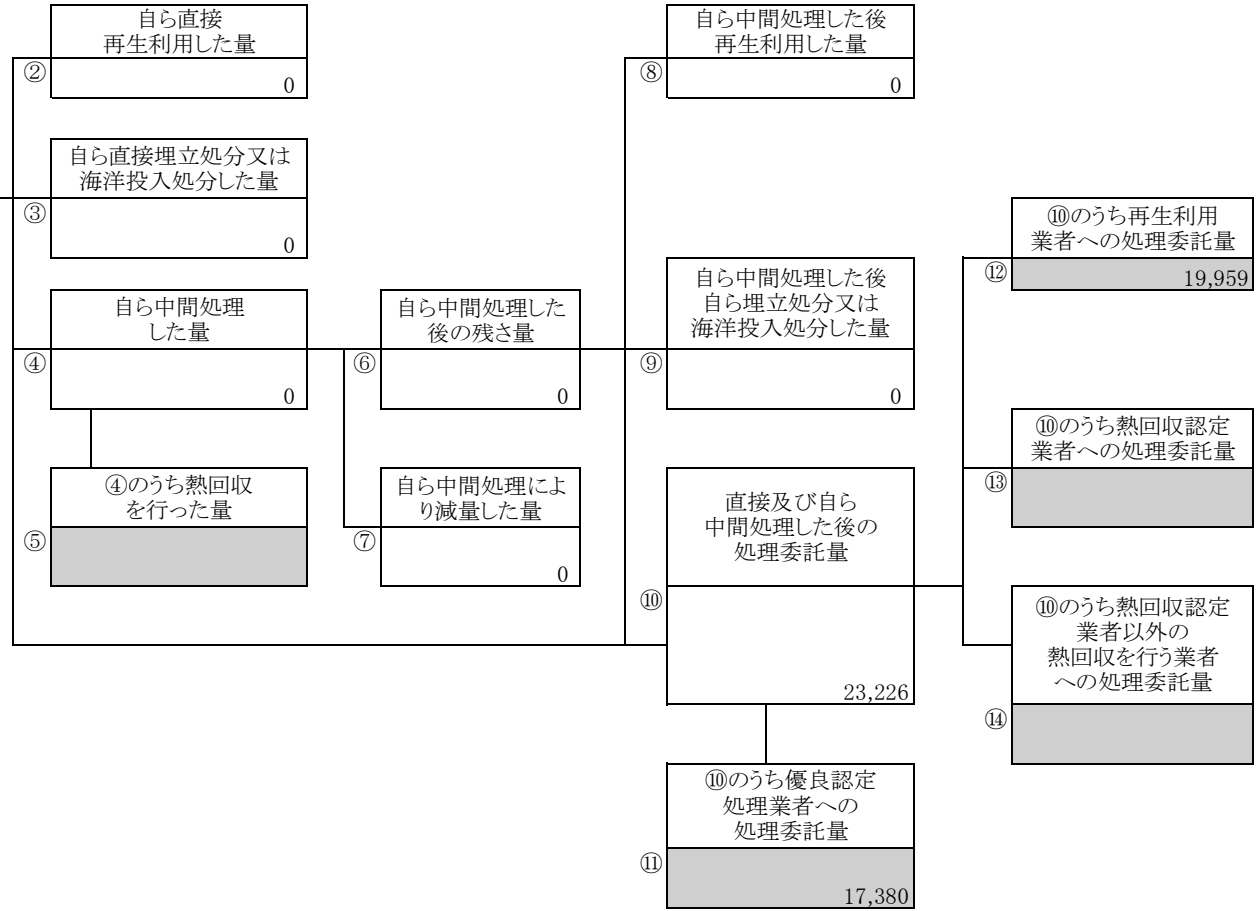 自ら直接
再生利用した量
②
0
自ら中間処理した後
再生利用した量
⑧
0
自ら直接埋立処分又は
海洋投入処分した量
③
0
⑩のうち再生利用
業者への処理委託量
⑫
19,959
自ら中間処理
した量
④
0
自ら中間処理した
後の残さ量
⑥
0
自ら中間処理した後
自ら埋立処分又は
海洋投入処分した量
⑨
0
⑩のうち熱回収認定
業者への処理委託量
⑬
④のうち熱回収
を行った量
⑤
自ら中間処理によ
り減量した量
⑦
0
直接及び自ら
中間処理した後の
処理委託量
⑩
23,226
⑩のうち熱回収認定
業者以外の
熱回収を行う業者
への処理委託量
⑭
⑩のうち優良認定
処理業者への
処理委託量
⑪
17,380